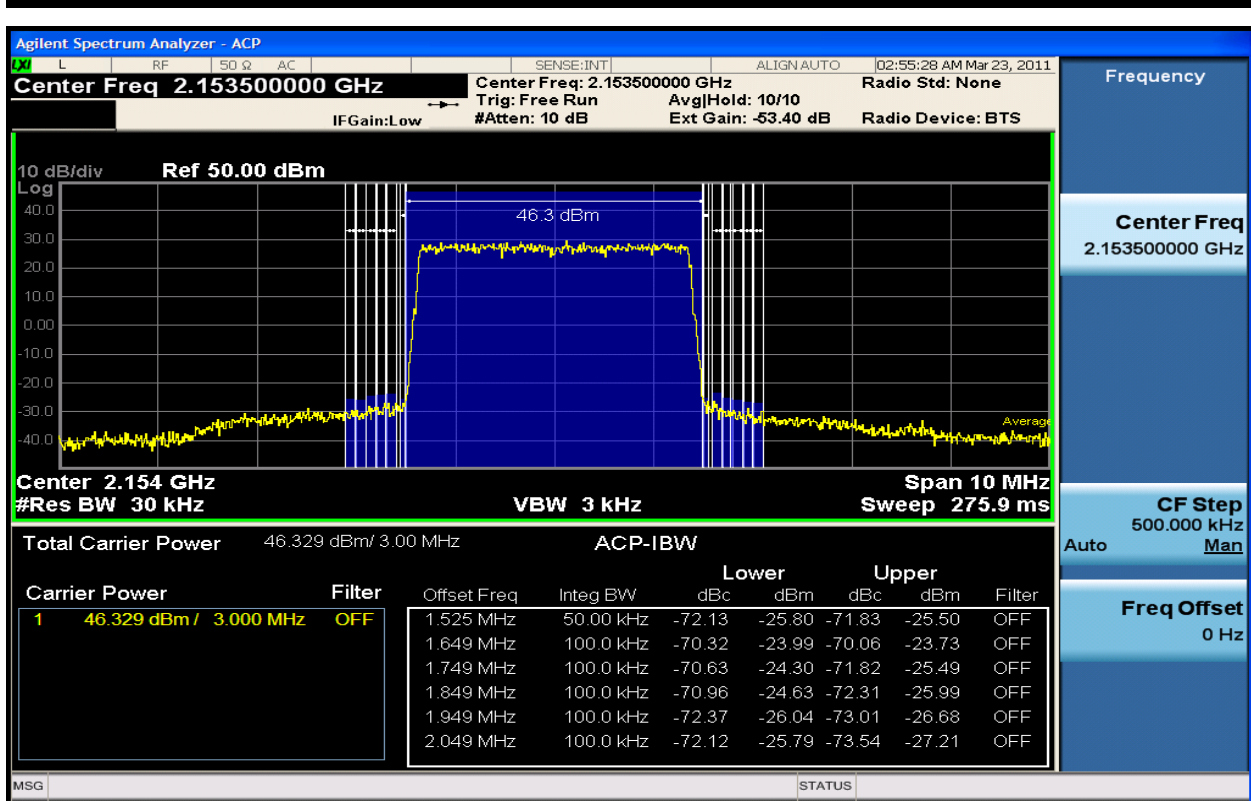 Agilent Spectrum Analyzer - ACP
LXI L RF 50 Ω AC SENSE:INT ALIGN AUTO 02:55:28 AM Mar 23, 2011
Center Freq 2.153500000 GHz
Center Freq: 2.153500000 GHz Radio Std: None
Trig: Free Run Avg|Hold: 10/10
IFGain:Low #Atten: 10 dB Ext Gain: -53.40 dB Radio Device: BTS
10 dB/div Ref 50.00 dBm
Log
40.0
30.0
20.0
10.0
0.00
-10.0
-20.0
-30.0
-40.0
46.3 dBm
Average
Center 2.154 GHz Span 10 MHz
#Res BW 30 kHz VBW 3 kHz Sweep 275.9 ms
Total Carrier Power 46.329 dBm/ 3.00 MHz ACP-IBW
Lower Upper
Carrier Power Filter Offset Freq Integ BW dBc dBm dBc dBm Filter
1 46.329 dBm / 3.000 MHz OFF 1.525 MHz 50.00 kHz -72.13 -25.80 -71.83 -25.50 OFF
1.649 MHz 100.0 kHz -70.32 -23.99 -70.06 -23.73 OFF
1.749 MHz 100.0 kHz -70.63 -24.30 -71.82 -25.49 OFF
1.849 MHz 100.0 kHz -70.96 -24.63 -72.31 -25.99 OFF
1.949 MHz 100.0 kHz -72.37 -26.04 -73.01 -26.68 OFF
2.049 MHz 100.0 kHz -72.12 -25.79 -73.54 -27.21 OFF
MSG STATUS
Frequency
Center Freq
2.153500000 GHz
CF Step
500.000 kHz
Auto Man
Freq Offset
0 Hz